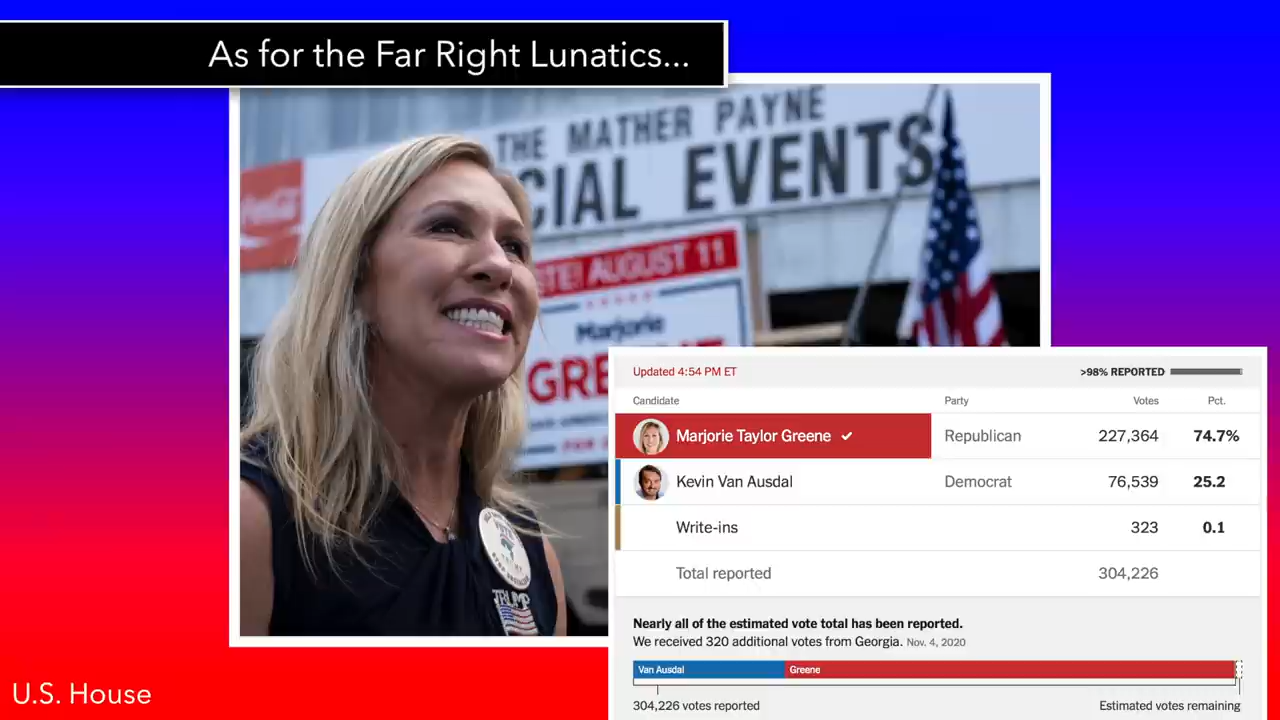 As for the Far Right Lunatics...
THE MATHER PAYNE
CIAL EVENTS
TE! AUGUST 11
Marjorie
GREENE
Updated 4:54 PM ET
>98% REPORTED
Candidate Party Votes Pct.
Marjorie Taylor Greene ✓ Republican 227,364 74.7%
Kevin Van Ausdal Democrat 76,539 25.2
Write-ins 323 0.1
Total reported 304,226
Nearly all of the estimated vote total has been reported.
We received 320 additional votes from Georgia. Nov. 4, 2020
Van Ausdal Greene
304,226 votes reported Estimated votes remaining
U.S. House